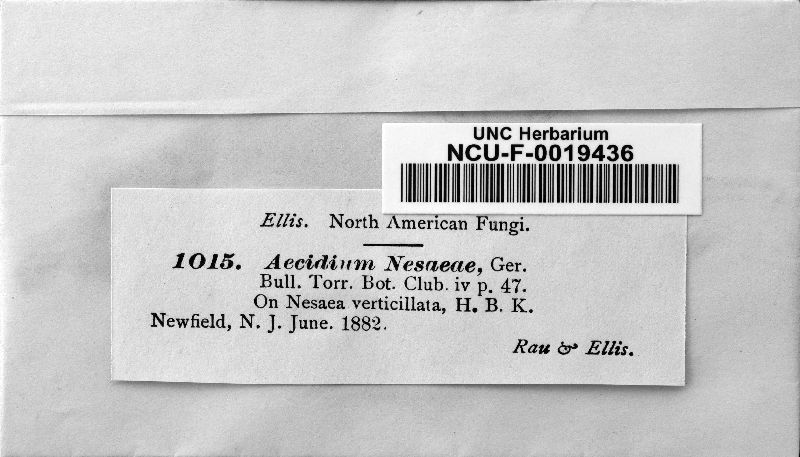 UNC Herbarium
NCU-F-0019436
Ellis. North American Fungi.
1015. Aecidium Nesaeae, Ger.
Bull. Torr. Bot. Club. iv p. 47.
On Nesaea verticillata, H. B. K.
Newfield, N. J. June. 1882.
Rau & Ellis.